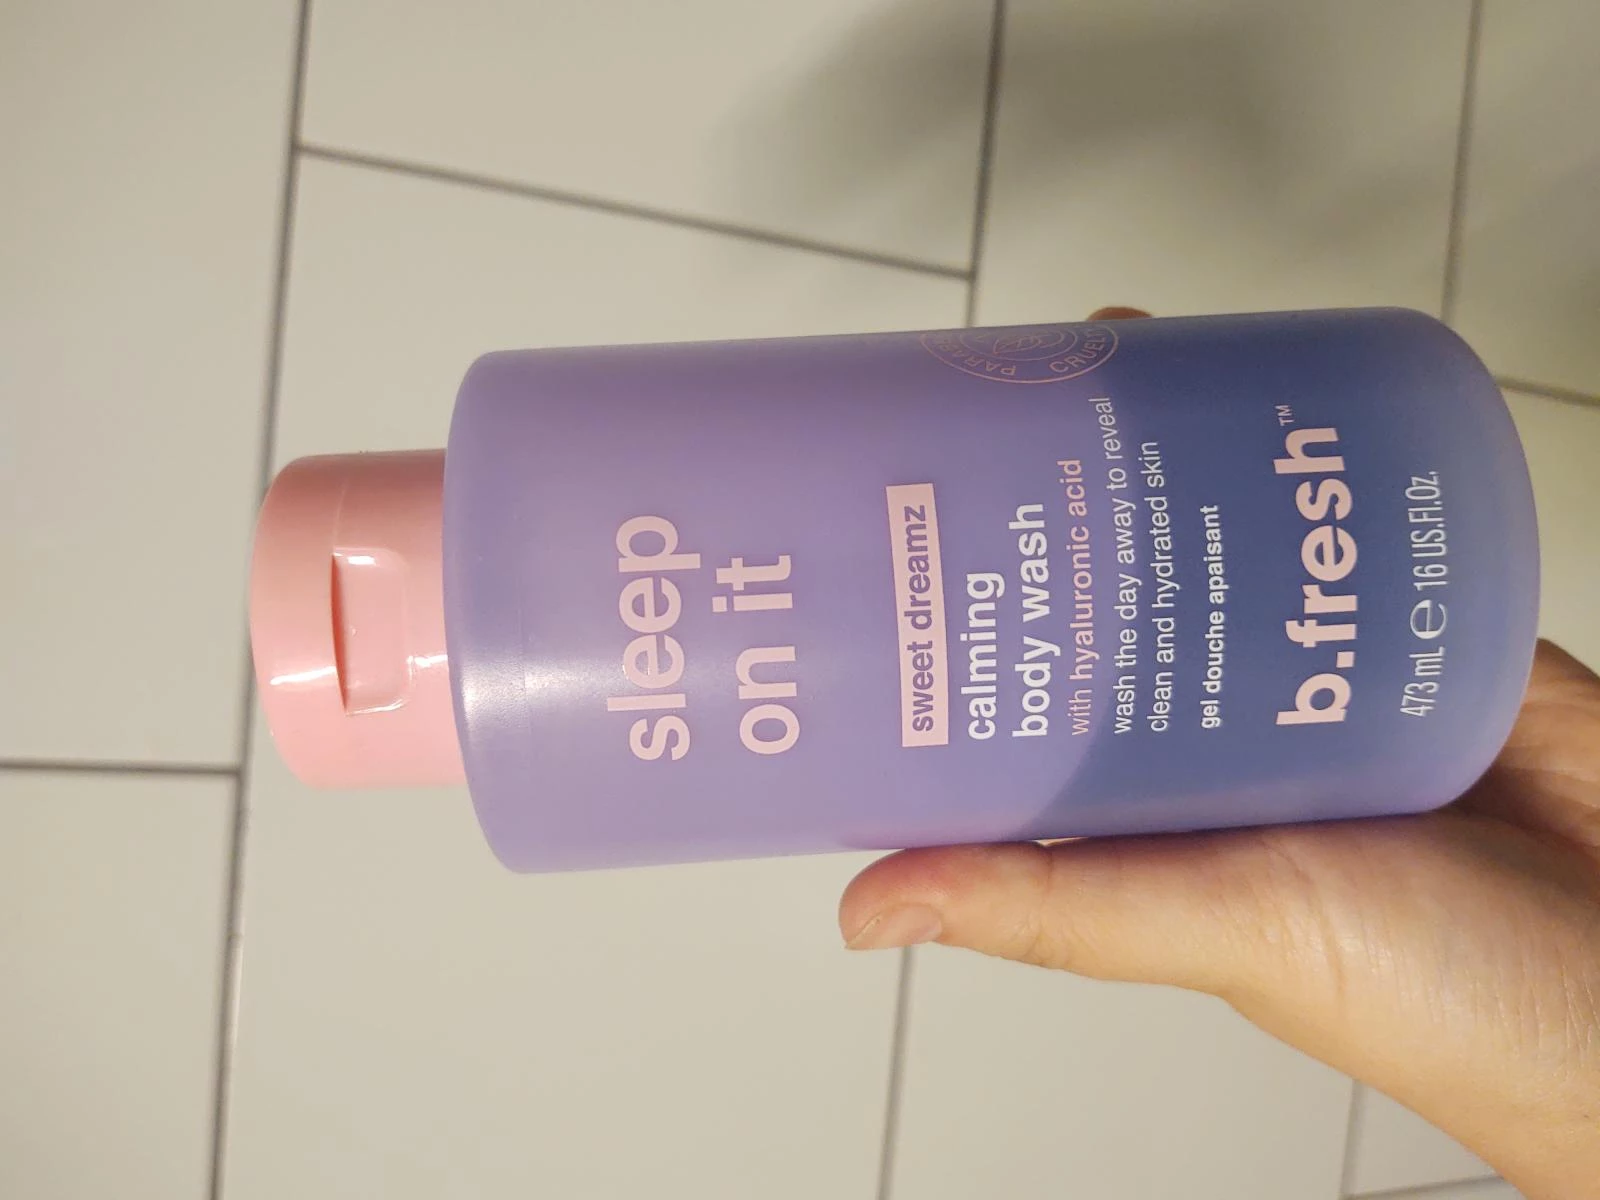 sleep
on it
sweet dreamz
calming
body wash
with hyaluronic acid
wash the day away to reveal
clean and hydrated skin
gel douche apaisant
b.fresh™
473 mL ℮ 16 US.Fl.Oz.